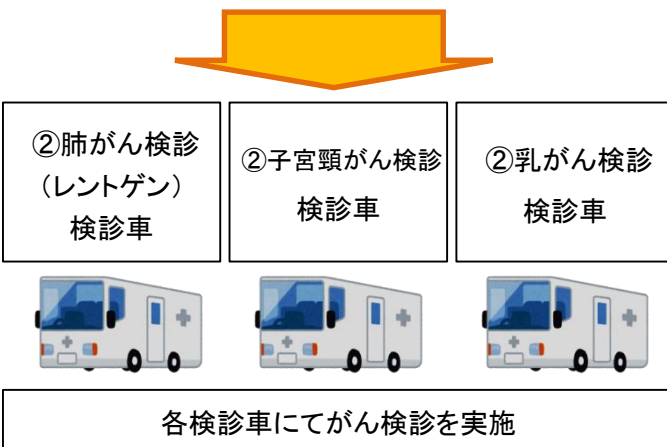 ②肺がん検診
（レントゲン）
検診車
②子宮頸がん検診
検診車
②乳がん検診
検診車
各検診車にてがん検診を実施